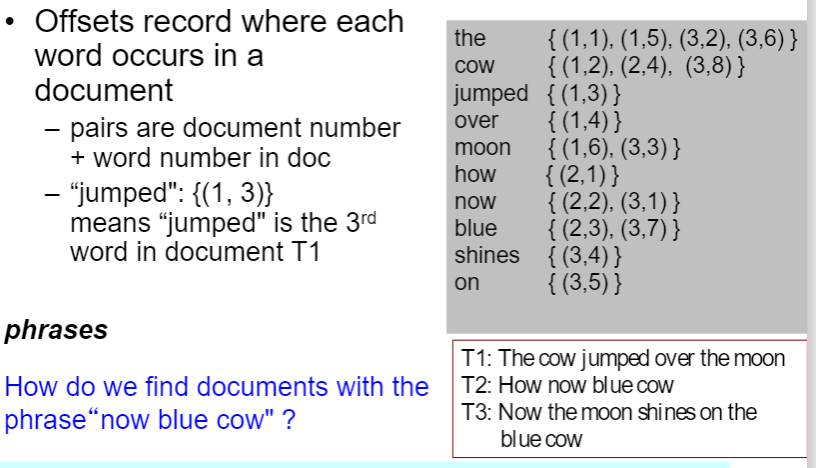 • Offsets record where each
word occurs in a
document
– pairs are document number
+ word number in doc
– “jumped": {(1, 3)}
means “jumped" is the 3rd
word in document T1
phrases
How do we find documents with the
phrase“now blue cow" ?
the { (1,1), (1,5), (3,2), (3,6) }
cow { (1,2), (2,4), (3,8) }
jumped { (1,3) }
over { (1,4) }
moon { (1,6), (3,3) }
how { (2,1) }
now { (2,2), (3,1) }
blue { (2,3), (3,7) }
shines { (3,4) }
on { (3,5) }
T1: The cow jumped over the moon
T2: How now blue cow
T3: Now the moon shines on the
blue cow